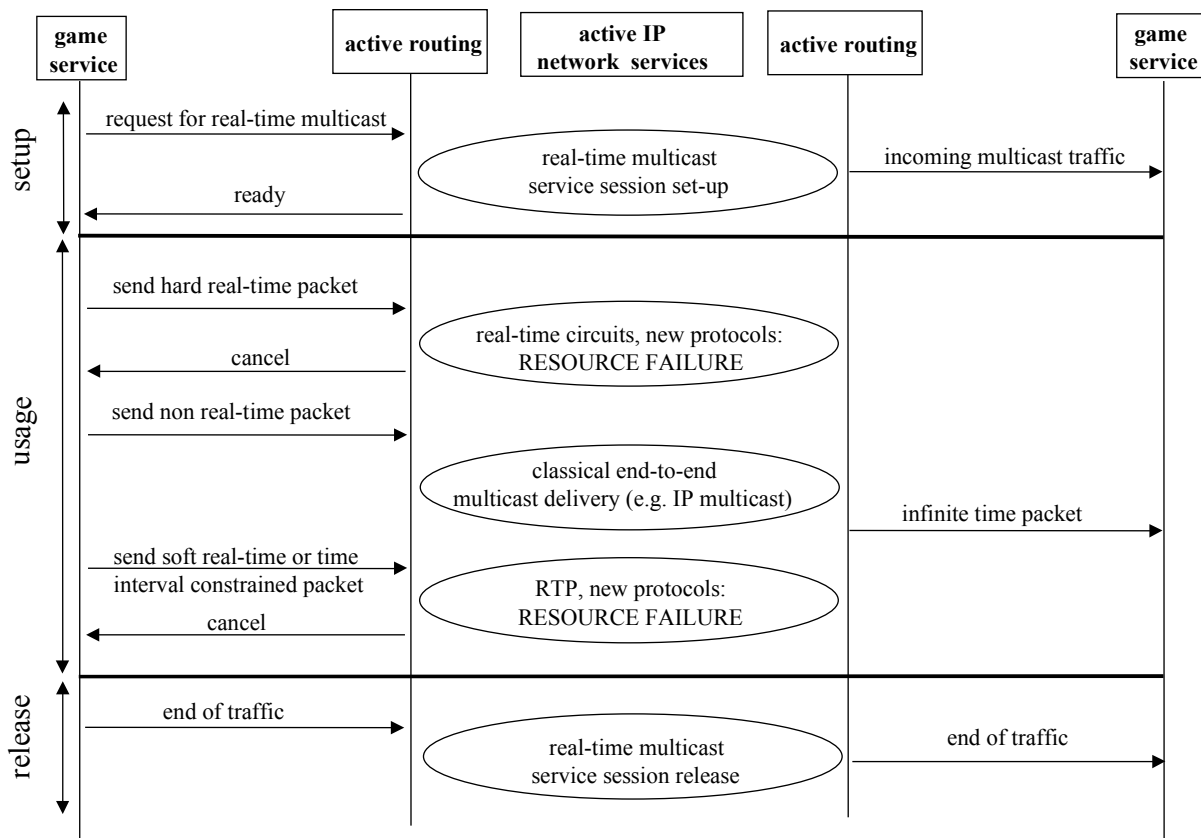 game
service
active routing
active IP
network services
active routing
game
service
setup
request for real-time multicast
real-time multicast
service session set-up
incoming multicast traffic
ready
usage
send hard real-time packet
real-time circuits, new protocols:
RESOURCE FAILURE
cancel
send non real-time packet
classical end-to-end
multicast delivery (e.g. IP multicast)
infinite time packet
send soft real-time or time
interval constrained packet
RTP, new protocols:
RESOURCE FAILURE
cancel
release
end of traffic
real-time multicast
service session release
end of traffic